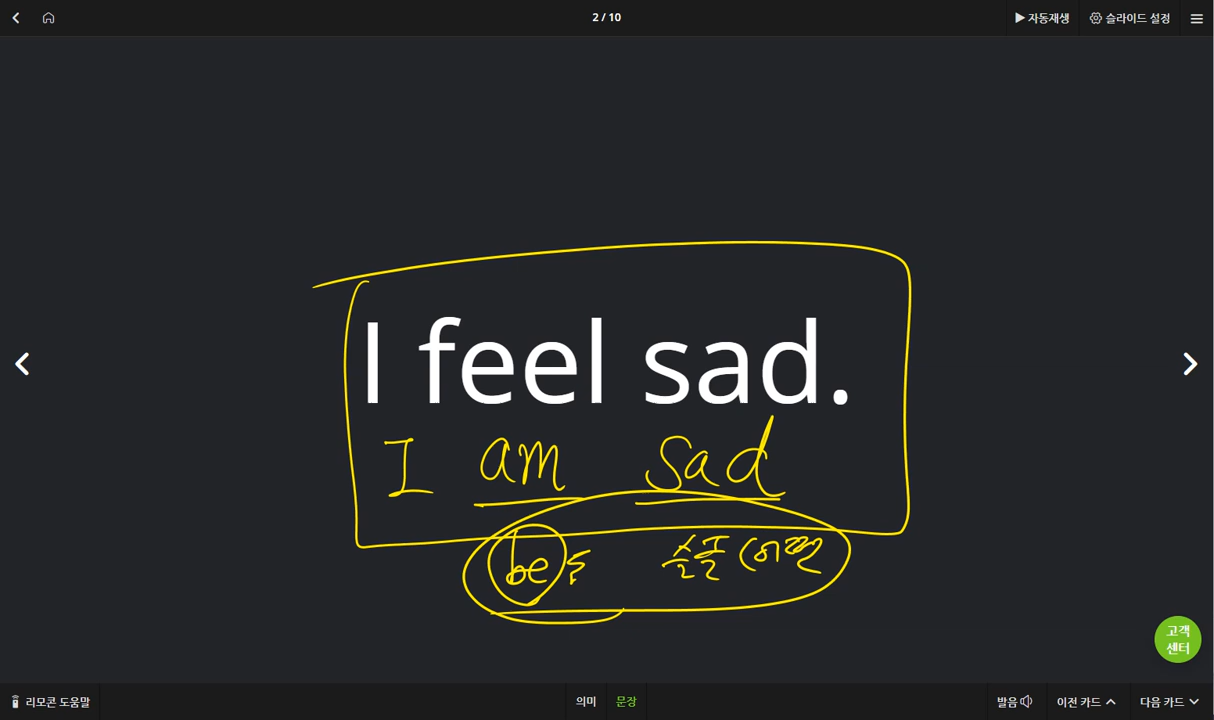 2 / 10
자동재생
슬라이드 설정
I feel sad.
I am sad
be
고객
센터
리모콘 도움말
의미
문장
발음
이전 카드
다음 카드